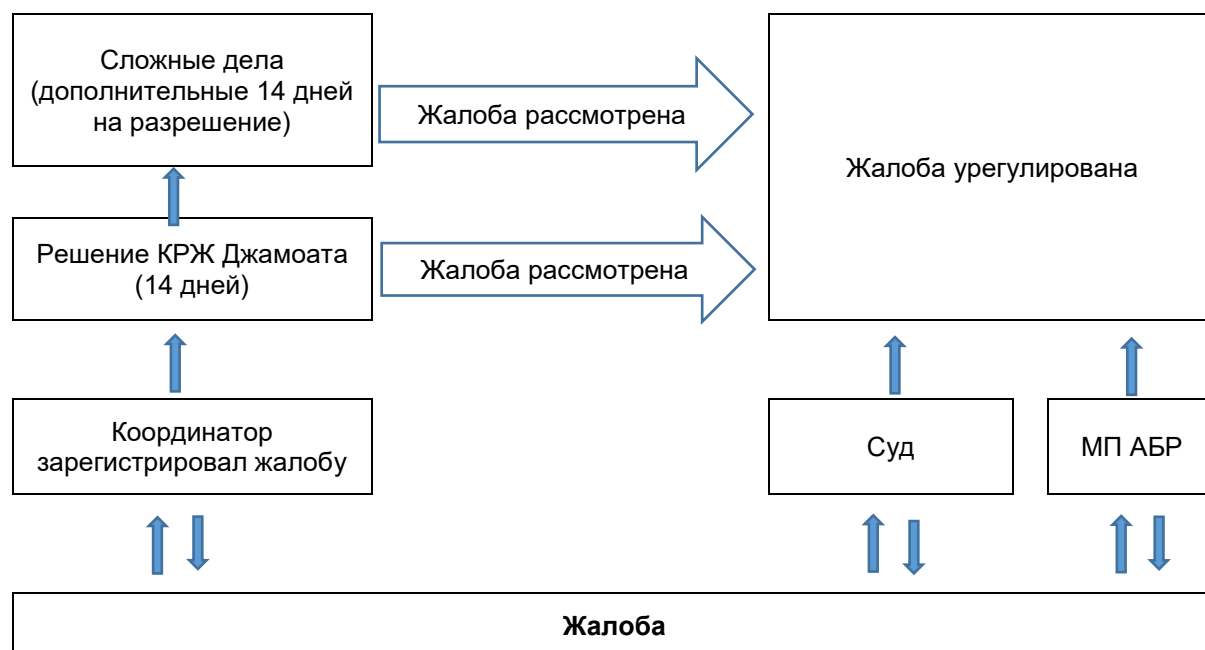 Сложные дела
(дополнительные 14 дней
на разрешение)
Жалоба рассмотрена
Жалоба урегулирована
Решение КРЖ Джамоата
(14 дней)
Жалоба рассмотрена
Координатор
зарегистрировал жалобу
Суд
МП АБР
Жалоба